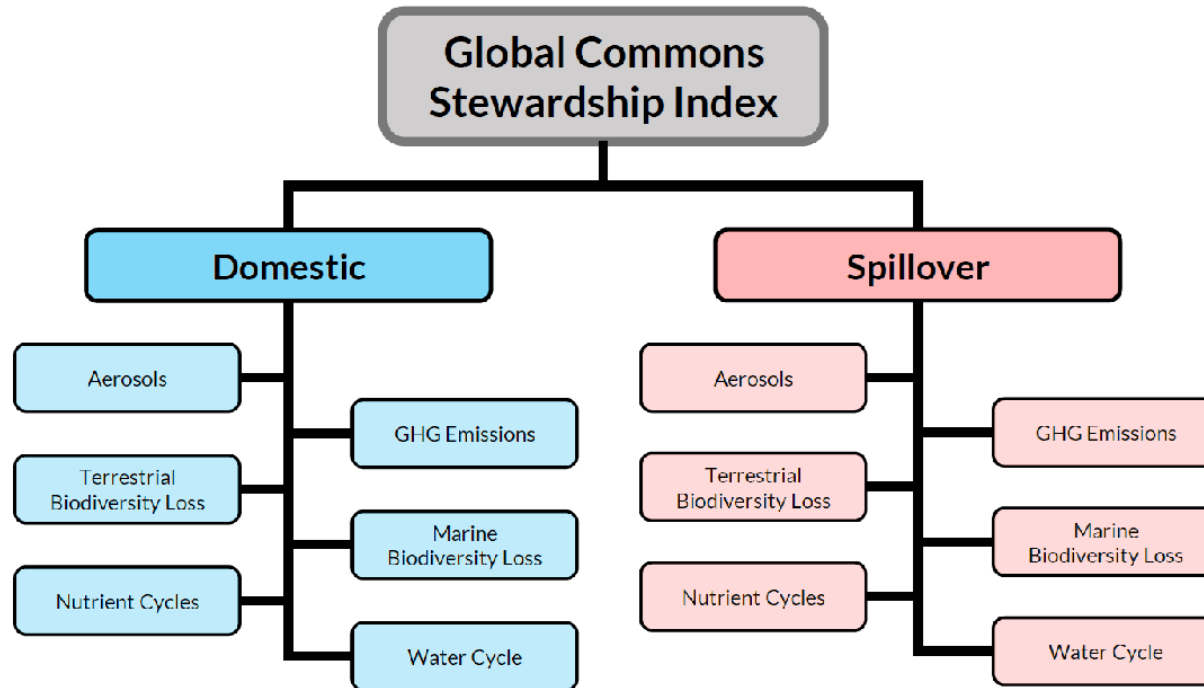 Global Commons
Stewardship Index
Domestic
Aerosols
GHG Emissions
Terrestrial
Biodiversity Loss
Marine
Biodiversity Loss
Nutrient Cycles
Water Cycle
Spillover
Aerosols
GHG Emissions
Terrestrial
Biodiversity Loss
Marine
Biodiversity Loss
Nutrient Cycles
Water Cycle